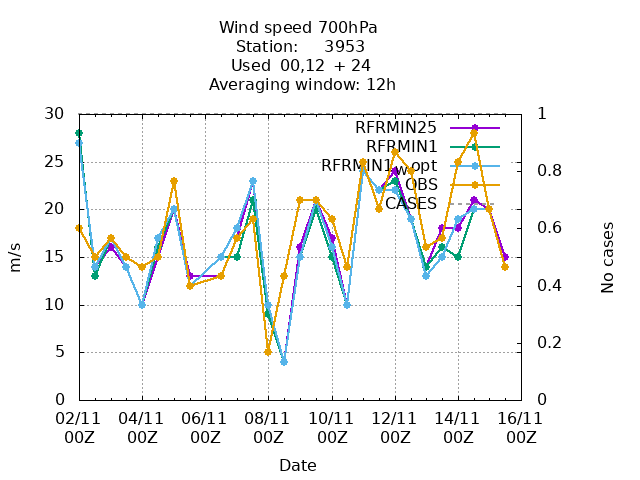 Wind speed 700hPa
Station: 3953
Used 00,12 + 24
Averaging window: 12h
30 1
RFRMIN25
RFRMIN1
25
RFRMIN1w_opt
0.8
OBS
20
CASES
0.6
m/s
15
No cases
0.4
10
0.2
5
0 0
02/11 04/11 06/11 08/11 10/11 12/11 14/11 16/11
00Z 00Z 00Z 00Z 00Z 00Z 00Z 00Z
Date